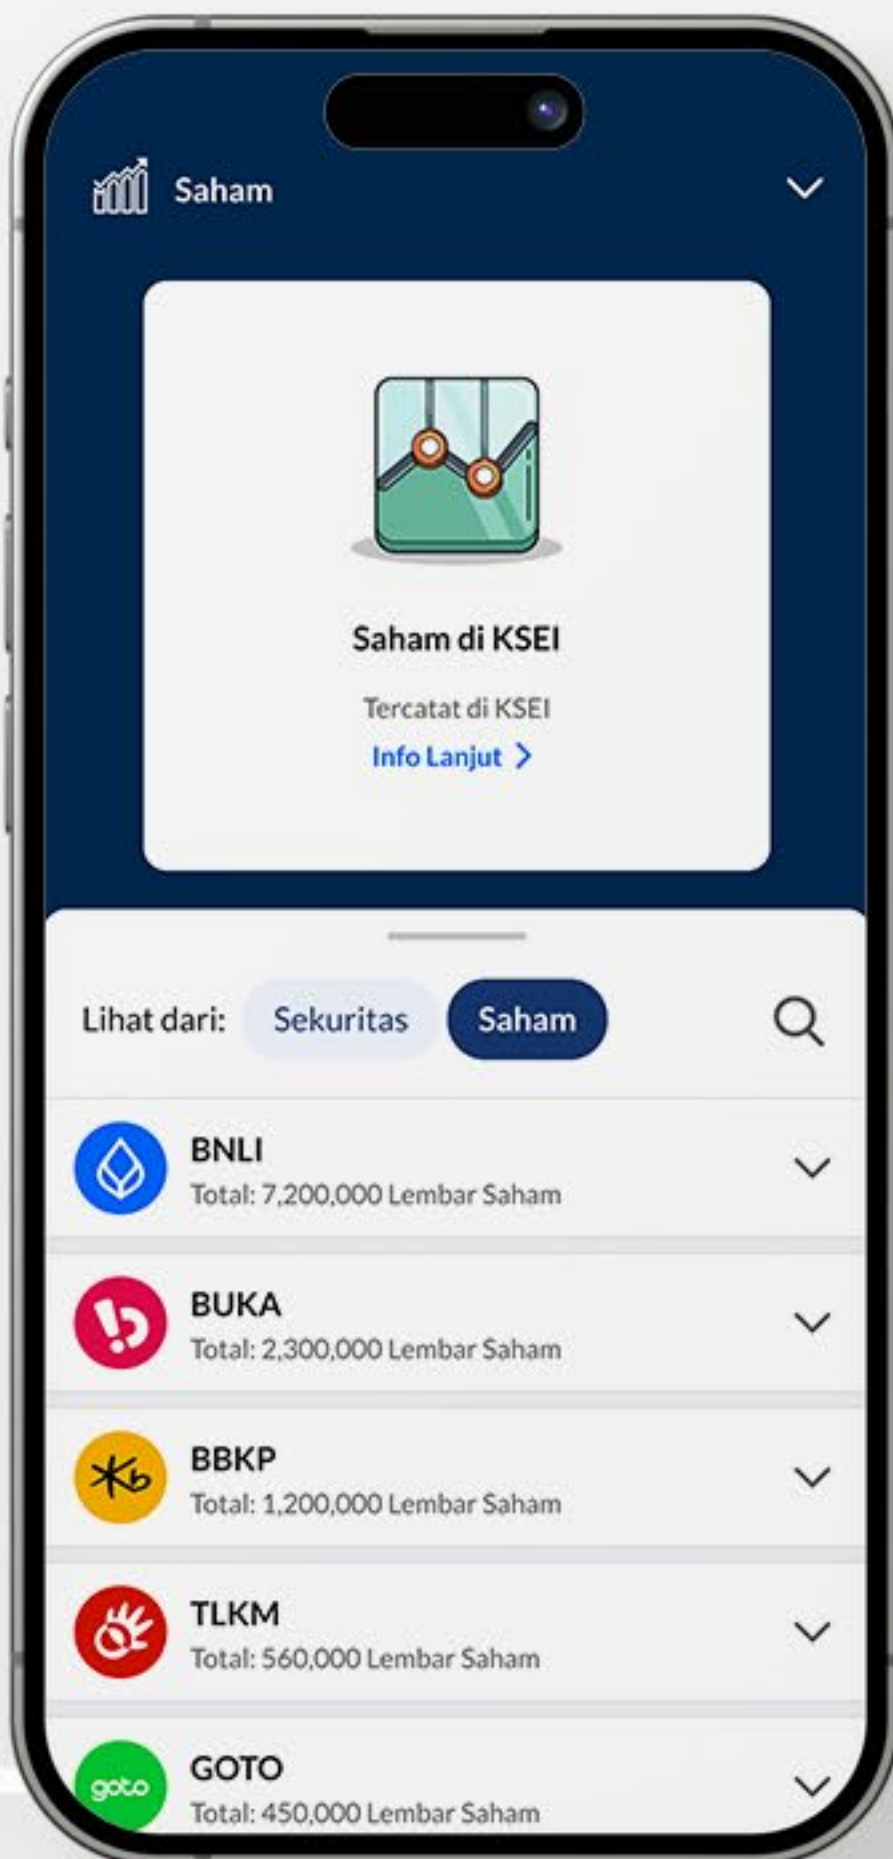 Saham
Saham di KSEI
Tercatat di KSEI
Info Lanjut
Lihat dari: Sekuritas Saham
BNLI
Total: 7,200,000 Lembar Saham
BUKA
Total: 2,300,000 Lembar Saham
Kb
BBKP
Total: 1,200,000 Lembar Saham
TLKM
Total: 560,000 Lembar Saham
goto
GOTO
Total: 450,000 Lembar Saham